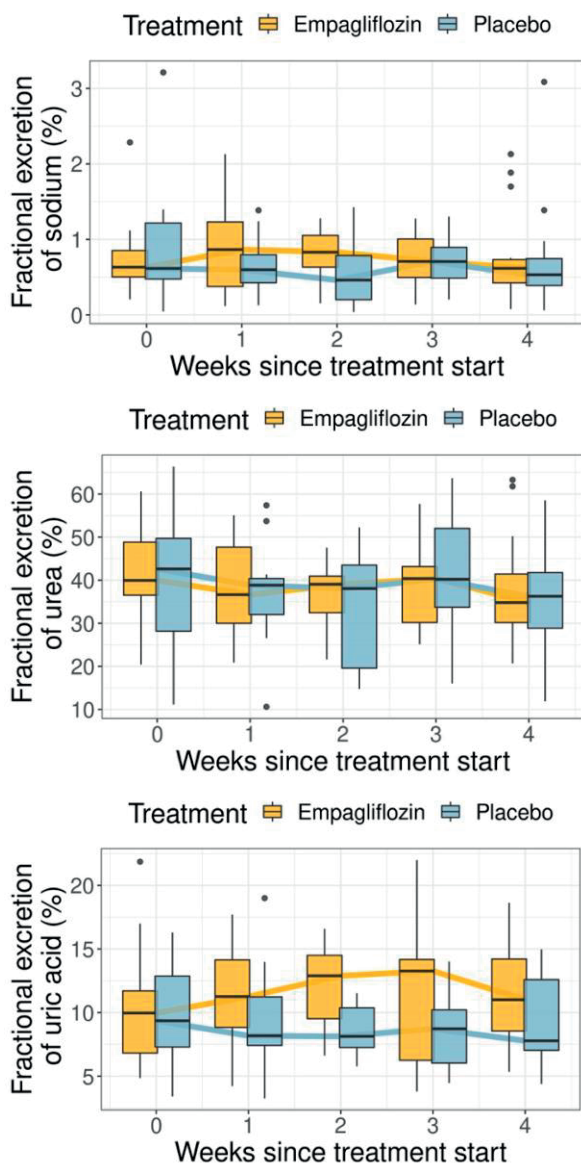 Treatment Empagliflozin Placebo
Fractional excretion
of sodium (%)
3
2
1
0
0 1 2 3 4
Weeks since treatment start
Treatment Empagliflozin Placebo
Fractional excretion
of urea (%)
60
50
40
30
20
10
0 1 2 3 4
Weeks since treatment start
Treatment Empagliflozin Placebo
Fractional excretion
of uric acid (%)
20
15
10
5
0 1 2 3 4
Weeks since treatment start